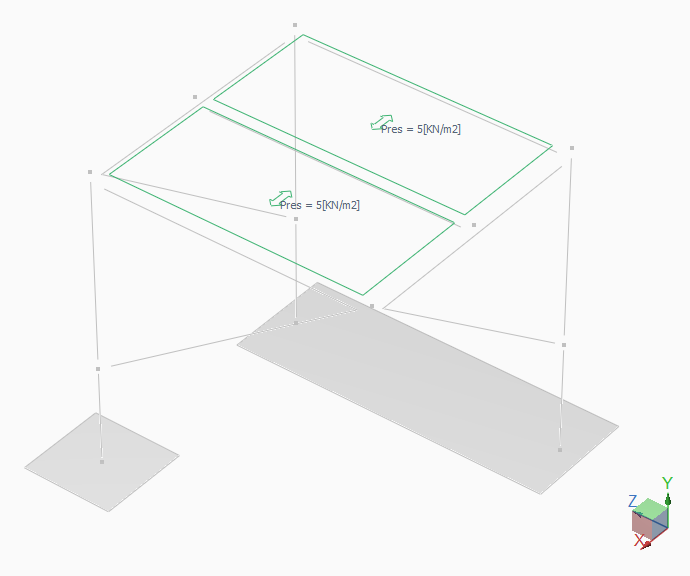 Pres = 5[KN/m2]
Pres = 5[KN/m2]
Y
Z
X